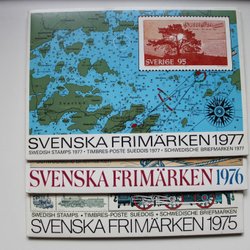 SVERIGE 95
SVENSKA FRIMÄRKEN 1977
SWEDISH STAMPS 1977 • TIMBRES-POSTE SUEDOIS 1977 • SCHWEDISCHE BRIEFMARKEN 1977
SVENSKA FRIMÄRKEN 1976
SWEDISH STAMPS • TIMBRES-POSTE SUEDOIS • SCHWEDISCHE BRIEFMARKEN
SVENSKA FRIMÄRKEN 1975